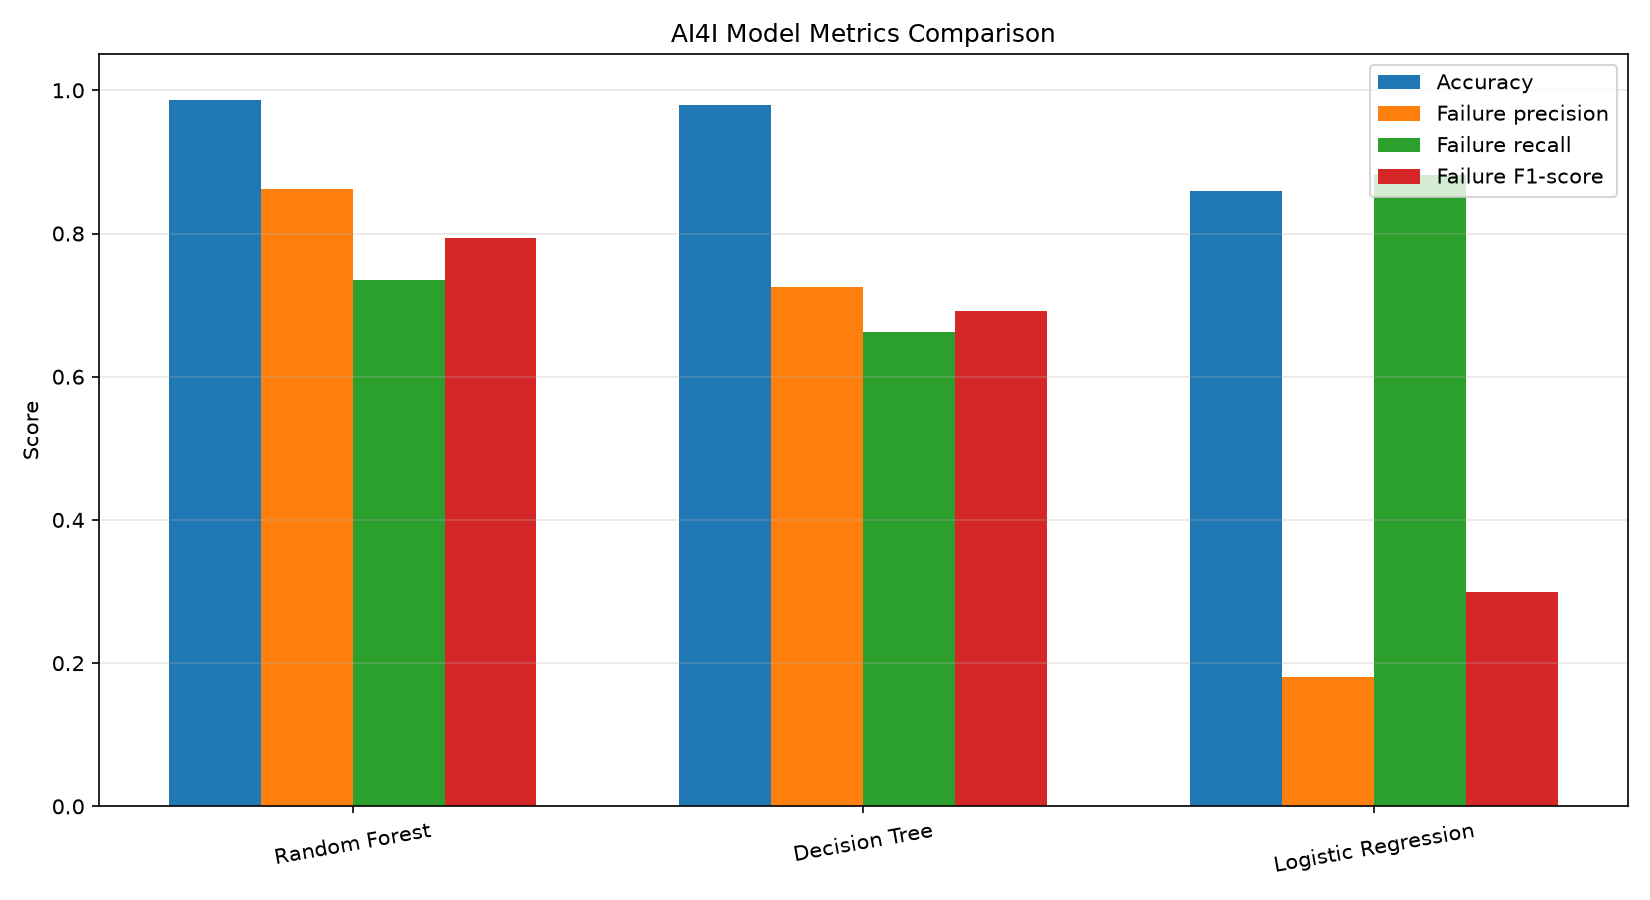 AI4I Model Metrics Comparison
Accuracy
Failure precision
Failure recall
Failure F1-score
1.0
0.8
0.6
0.4
0.2
0.0
Score
Random Forest
Decision Tree
Logistic Regression